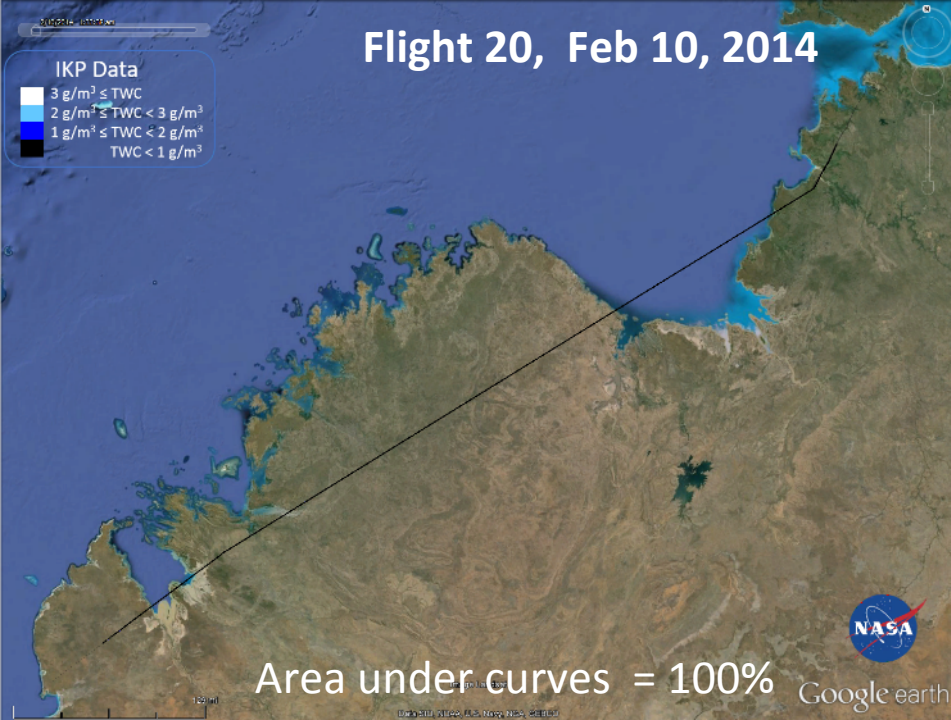 Flight 20, Feb 10, 2014
IKP Data
3 g/m³ ≤ TWC
2 g/m³ ≤ TWC < 3 g/m³
1 g/m³ ≤ TWC < 2 g/m³
TWC < 1 g/m³
N
NASA
Area under curves = 100%
Google earth